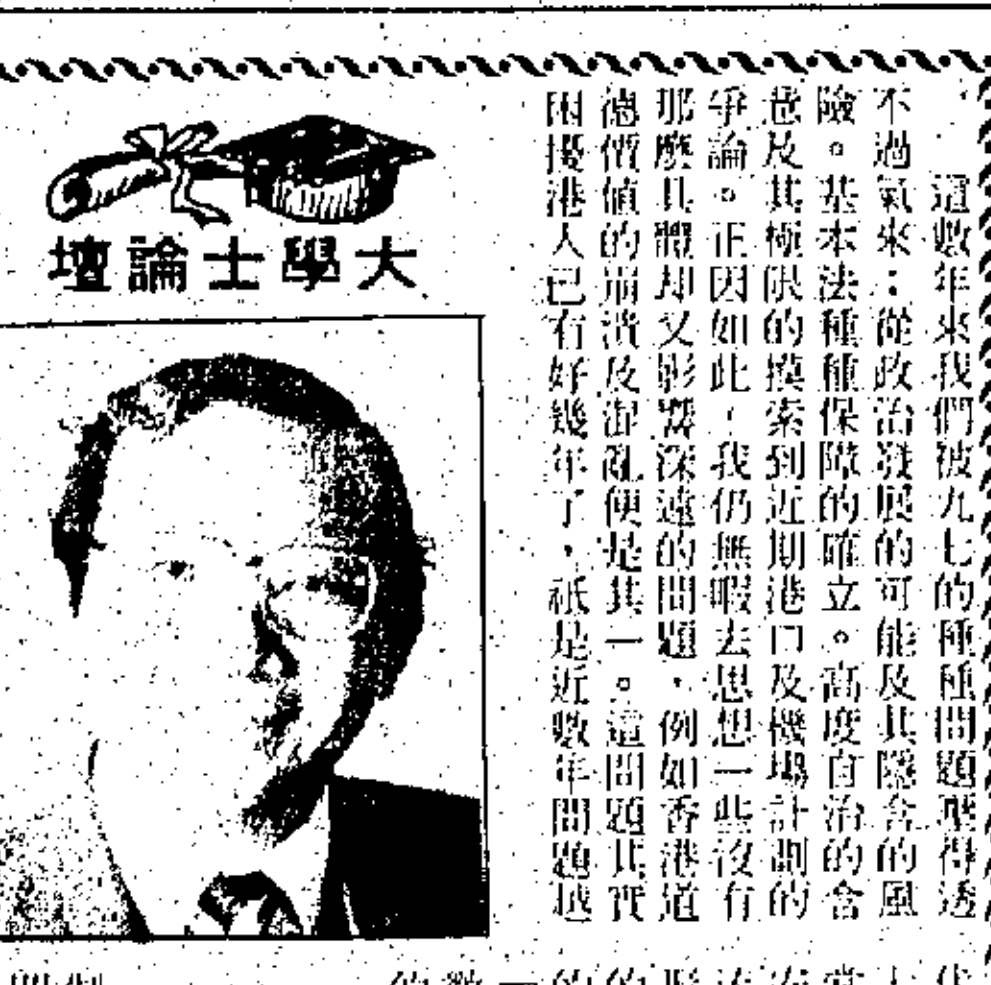 大學士論壇
這數年來我們被九七的種種問題壓得透
不過氣來：從政治發展的可能及其隱含的風
險。基本法種種保障的確立。高度自治的含
意及其極限的摸索到近期港口及機場計劃的
爭論。正因如此，我仍無暇去思想一些沒有
那麼具體却又影響深遠的問題，例如香港道
德價值的崩潰及混亂便是其一。這問題其實
困擾港人已有好幾年了，祇是近數年問題越